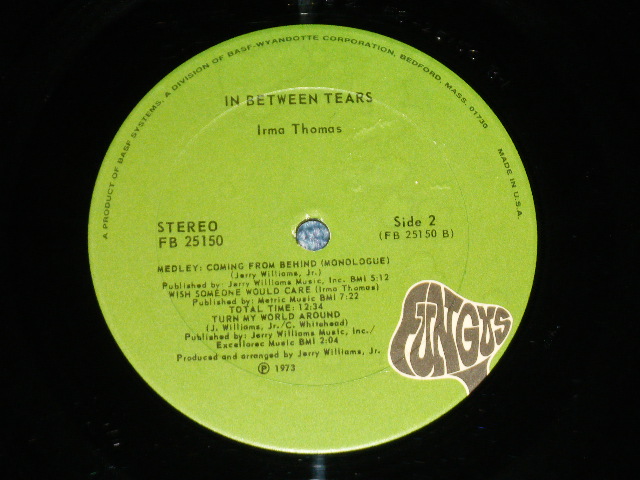 A PRODUCT OF BASF SYSTEMS, A DIVISION OF BASF-WYANDOTTE CORPORATION, BEDFORD, MASS. 01730
MADE IN U.S.A.
IN BETWEEN TEARS
Irma Thomas
STEREO
FB 25150
Side 2
(FB 25150 B)
MEDLEY: COMING FROM BEHIND (MONOLOGUE)
(Jerry Williams, Jr.)
Published by: Jerry Williams Music, Inc. BMI 5:12
WISH SOMEONE WOULD CARE (Irma Thomas)
Published by: Metric Music BMI 7:22
TOTAL TIME: 12:34
TURN MY WORLD AROUND
(J. Williams, Jr./C. Whitehead)
Published by: Jerry Williams Music, Inc./
Excellorec Music BMI 2:04
Produced and arranged by Jerry Williams, Jr.
℗ 1973
FUNGUS